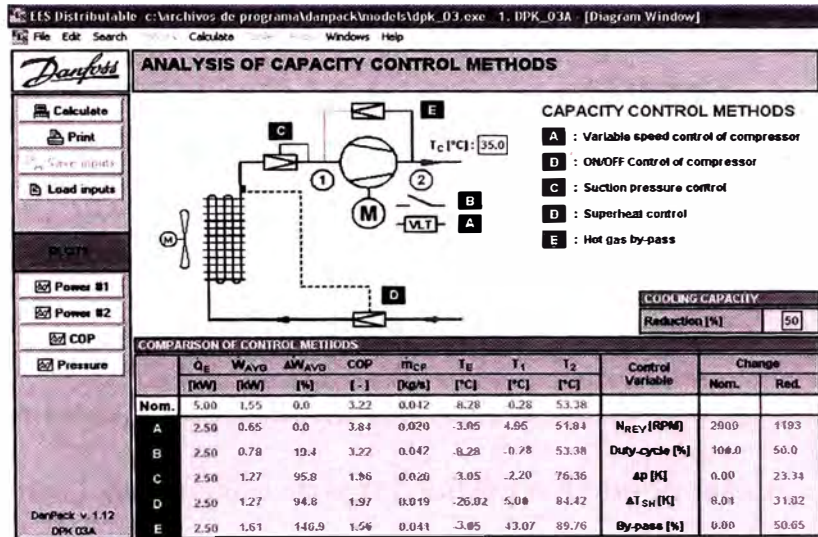 EES Distributable c:\archivos de programa\danpack\models\dpk_03.exe 1. DPK_03A - [Diagram Window]
File Edit Search Calculate Windows Help
Danfoss
ANALYSIS OF CAPACITY CONTROL METHODS
Calculate
Print
Save inputs
Load inputs
PLOTS
Power #1
Power #2
COP
Pressure
DanPack v. 1.12
DPK 03A
E
C
T_C [°C] : 35.0
1
2
M
B
VLT
A
M
D
CAPACITY CONTROL METHODS
A : Variable speed control of compressor
D : ON/OFF Control of compressor
C : Suction pressure control
D : Superheat control
E : Hot gas by-pass
COOLING CAPACITY
Reduction [%] 50
COMPARISON OF CONTROL METHODS
Q̇_E Ẇ_AVG ΔẆ_AVG COP ṁ_CP T_E T_1 T_2 Control Variable Change
[kW] [kW] [%] [-] [kg/s] [°C] [°C] [°C] Nom. Red.
Nom. 5.00 1.55 0.0 3.22 0.042 -8.28 -0.28 53.38
A 2.50 0.65 0.0 3.84 0.020 -3.05 4.95 51.84 N_REV [RPM] 2900 1193
B 2.50 0.78 19.4 3.22 0.042 -8.28 -0.28 53.38 Duty-cycle [%] 100.0 50.0
C 2.50 1.27 95.8 1.96 0.020 -3.05 -2.20 76.36 Δp [K] 0.00 23.34
D 2.50 1.27 94.8 1.97 0.019 -26.02 5.00 84.42 ΔT_SH [K] 8.01 31.02
E 2.50 1.61 146.9 1.56 0.041 -3.05 43.07 89.76 By-pass [%] 0.00 50.65